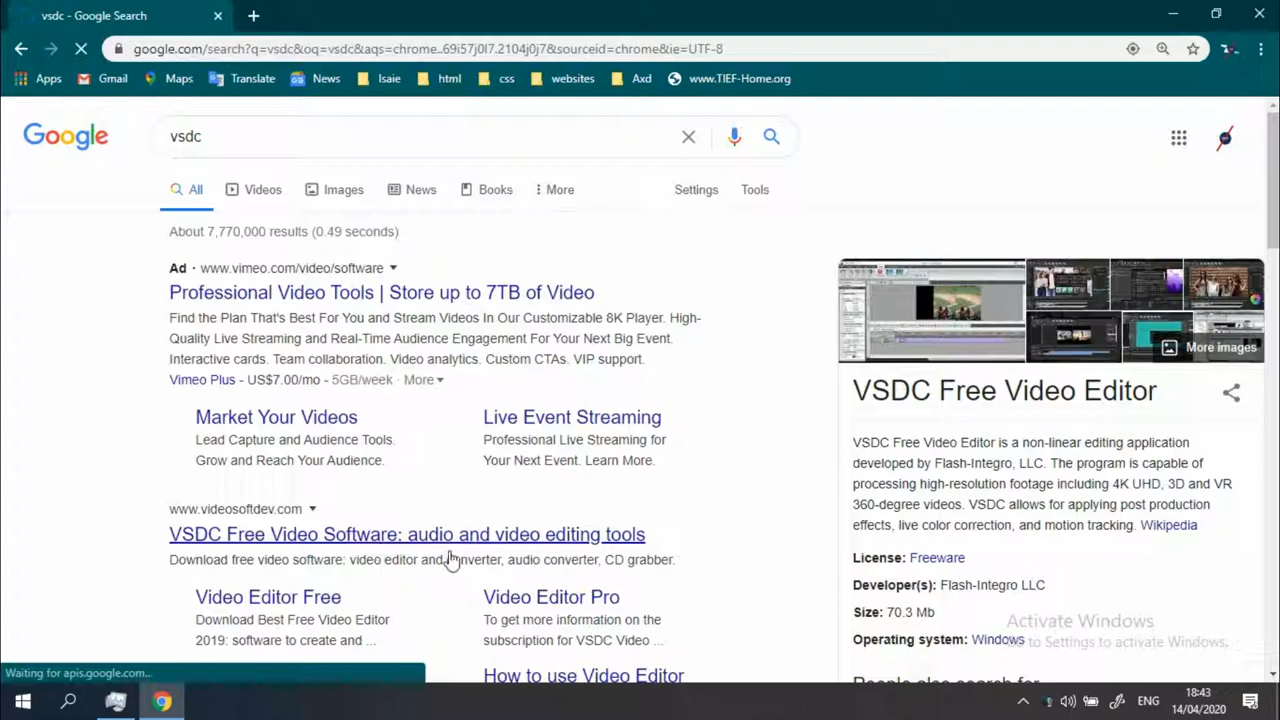 vsdc - Google Search
google.com/search?q=vsdc&oq=vsdc&aqs=chrome..69i57j0l7.2104j0j7&sourceid=chrome&ie=UTF-8
Apps Gmail Maps Translate News Isaie html css websites Axd www.TIEF-Home.org
Google
vsdc
All Videos Images News Books More Settings Tools
About 7,770,000 results (0.49 seconds)
Ad · www.vimeo.com/video/software
Professional Video Tools | Store up to 7TB of Video
Find the Plan That's Best For You and Stream Videos In Our Customizable 8K Player. High-
Quality Live Streaming and Real-Time Audience Engagement For Your Next Big Event.
Interactive cards. Team collaboration. Video analytics. Custom CTAs. VIP support.
Vimeo Plus - US$7.00/mo - 5GB/week · More
Market Your Videos
Lead Capture and Audience Tools.
Grow and Reach Your Audience.
Live Event Streaming
Professional Live Streaming for
Your Next Event. Learn More.
www.videosoftdev.com
VSDC Free Video Software: audio and video editing tools
Download free video software: video editor and converter, audio converter, CD grabber.
Video Editor Free
Download Best Free Video Editor
2019: software to create and ...
Video Editor Pro
To get more information on the
subscription for VSDC Video ...
How to use Video Editor
More images
VSDC Free Video Editor
VSDC Free Video Editor is a non-linear editing application
developed by Flash-Integro, LLC. The program is capable of
processing high-resolution footage including 4K UHD, 3D and VR
360-degree videos. VSDC allows for applying post production
effects, live color correction, and motion tracking. Wikipedia
License: Freeware
Developer(s): Flash-Integro LLC
Size: 70.3 Mb
Operating system: Windows
People also search for
Activate Windows
Go to Settings to activate Windows.
Waiting for apis.google.com...
ENG
18:43
14/04/2020